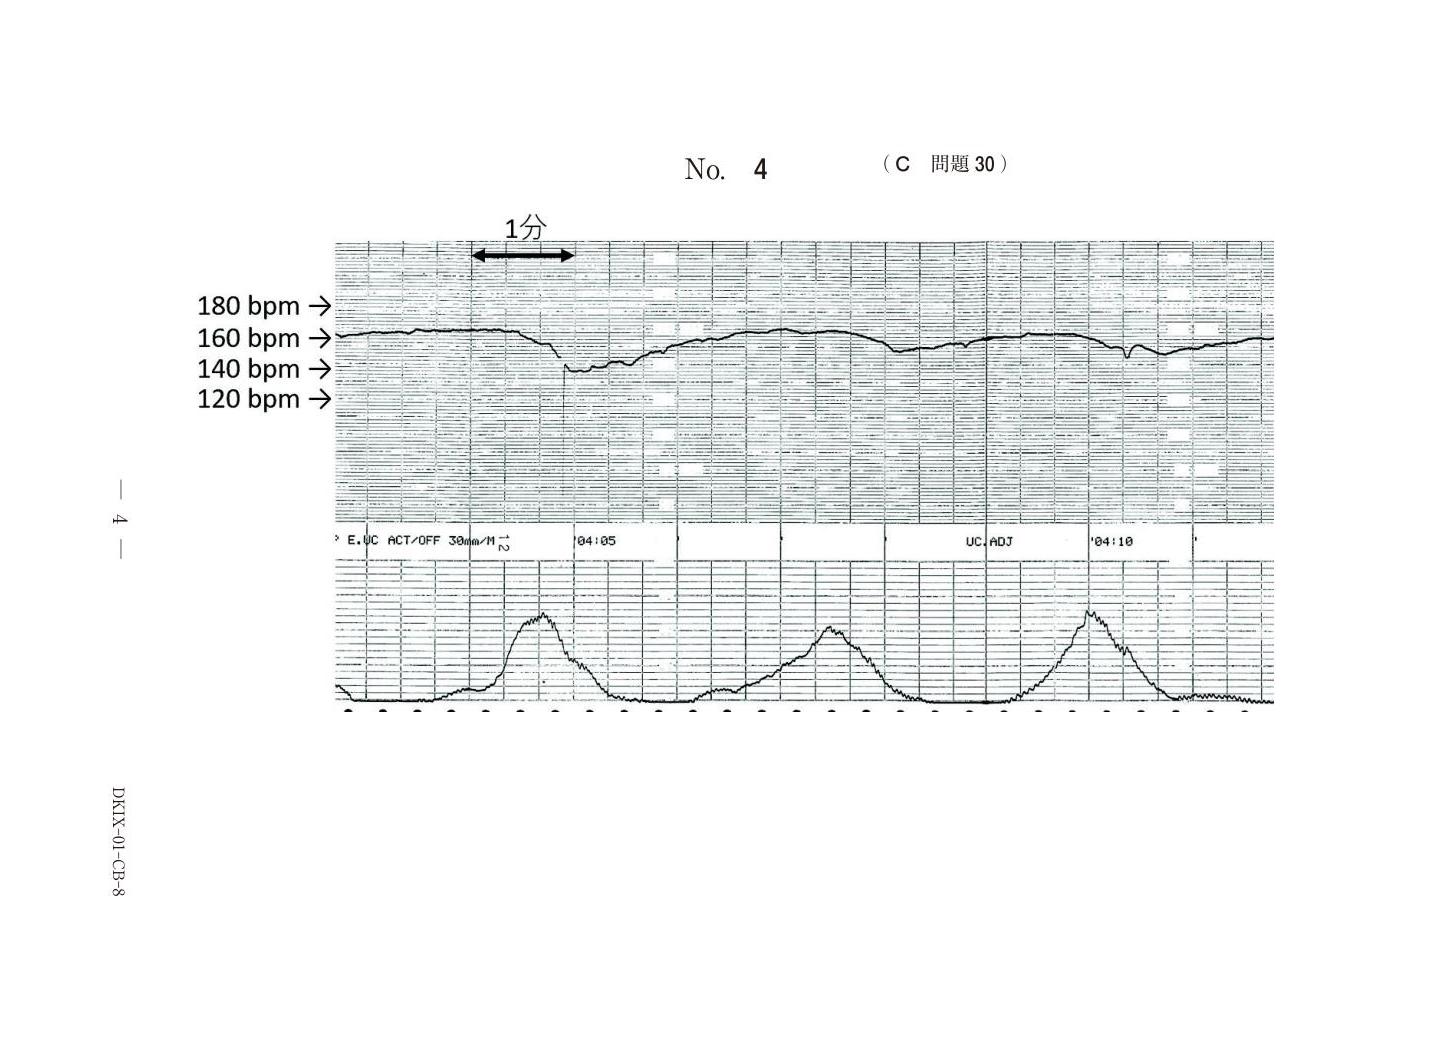 No. 4
( C 問題 30 )
1分
180 bpm →
160 bpm →
140 bpm →
120 bpm →
E.UC ACT/OFF 30mm/M 12 '04:05 UC.ADJ '04:10
— 4 —
DKIX-01-CB-8